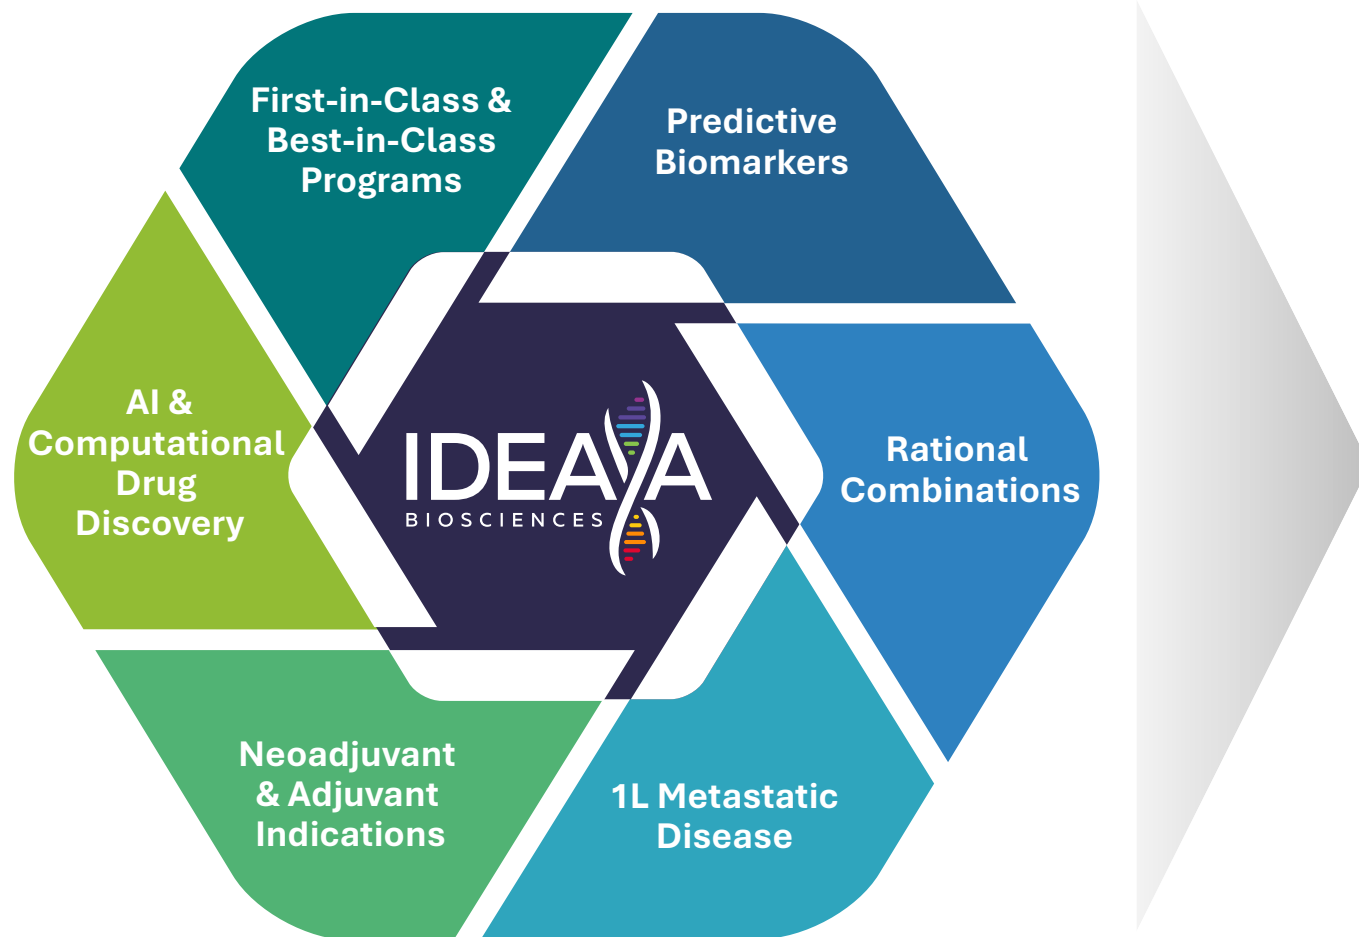 First-in-Class &
Best-in-Class
Programs
Predictive
Biomarkers
AI &
Computational
Drug
Discovery
IDEAYA
BIOSCIENCES
Rational
Combinations
Neoadjuvant
& Adjuvant
Indications
1L Metastatic
Disease